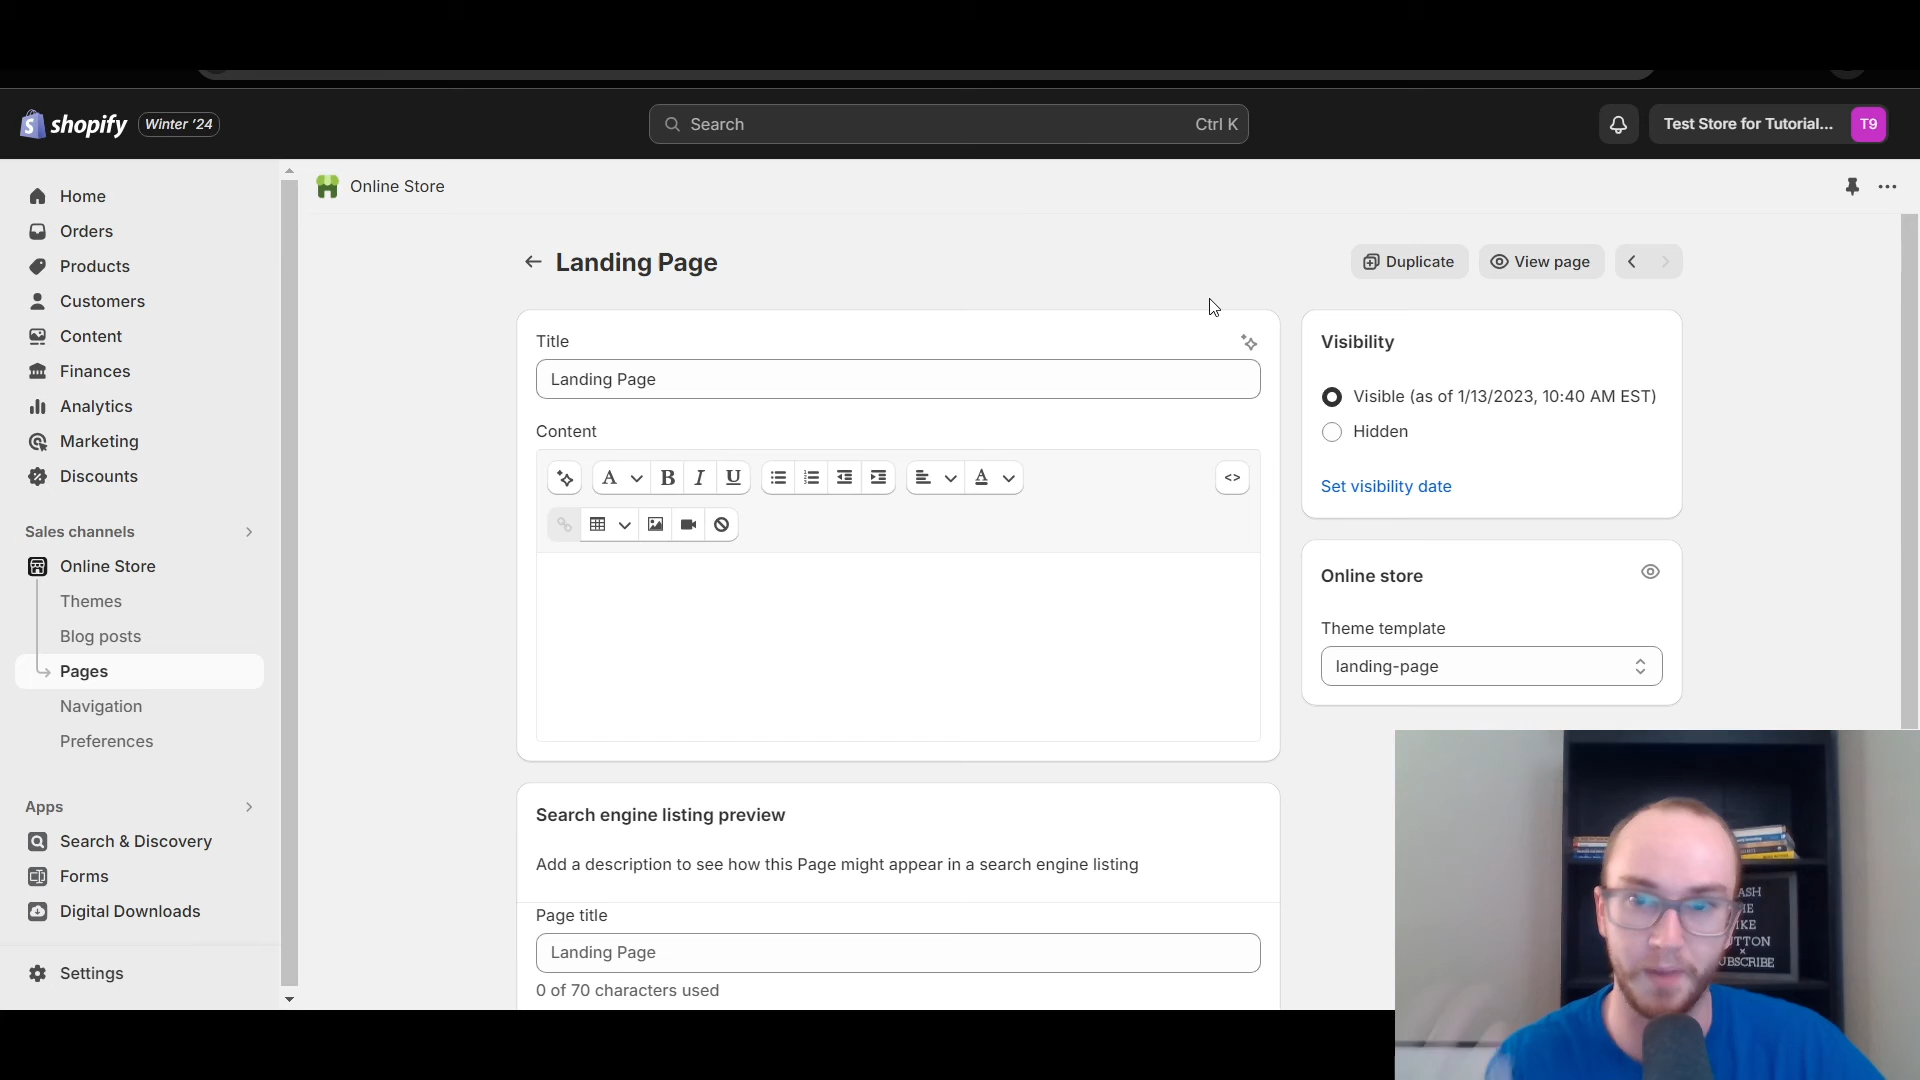 shopify
Winter '24
Search
Ctrl K
Test Store for Tutorial...
T9
Home
Orders
Products
Customers
Content
Finances
Analytics
Marketing
Discounts
Sales channels
Online Store
Themes
Blog posts
Pages
Navigation
Preferences
Apps
Search & Discovery
Forms
Digital Downloads
Settings
Online Store
Landing Page
Duplicate
View page
Title
Landing Page
Content
A
B
I
U
A
<>
Search engine listing preview
Add a description to see how this Page might appear in a search engine listing
Page title
Landing Page
0 of 70 characters used
Visibility
Visible (as of 1/13/2023, 10:40 AM EST)
Hidden
Set visibility date
Online store
Theme template
landing-page